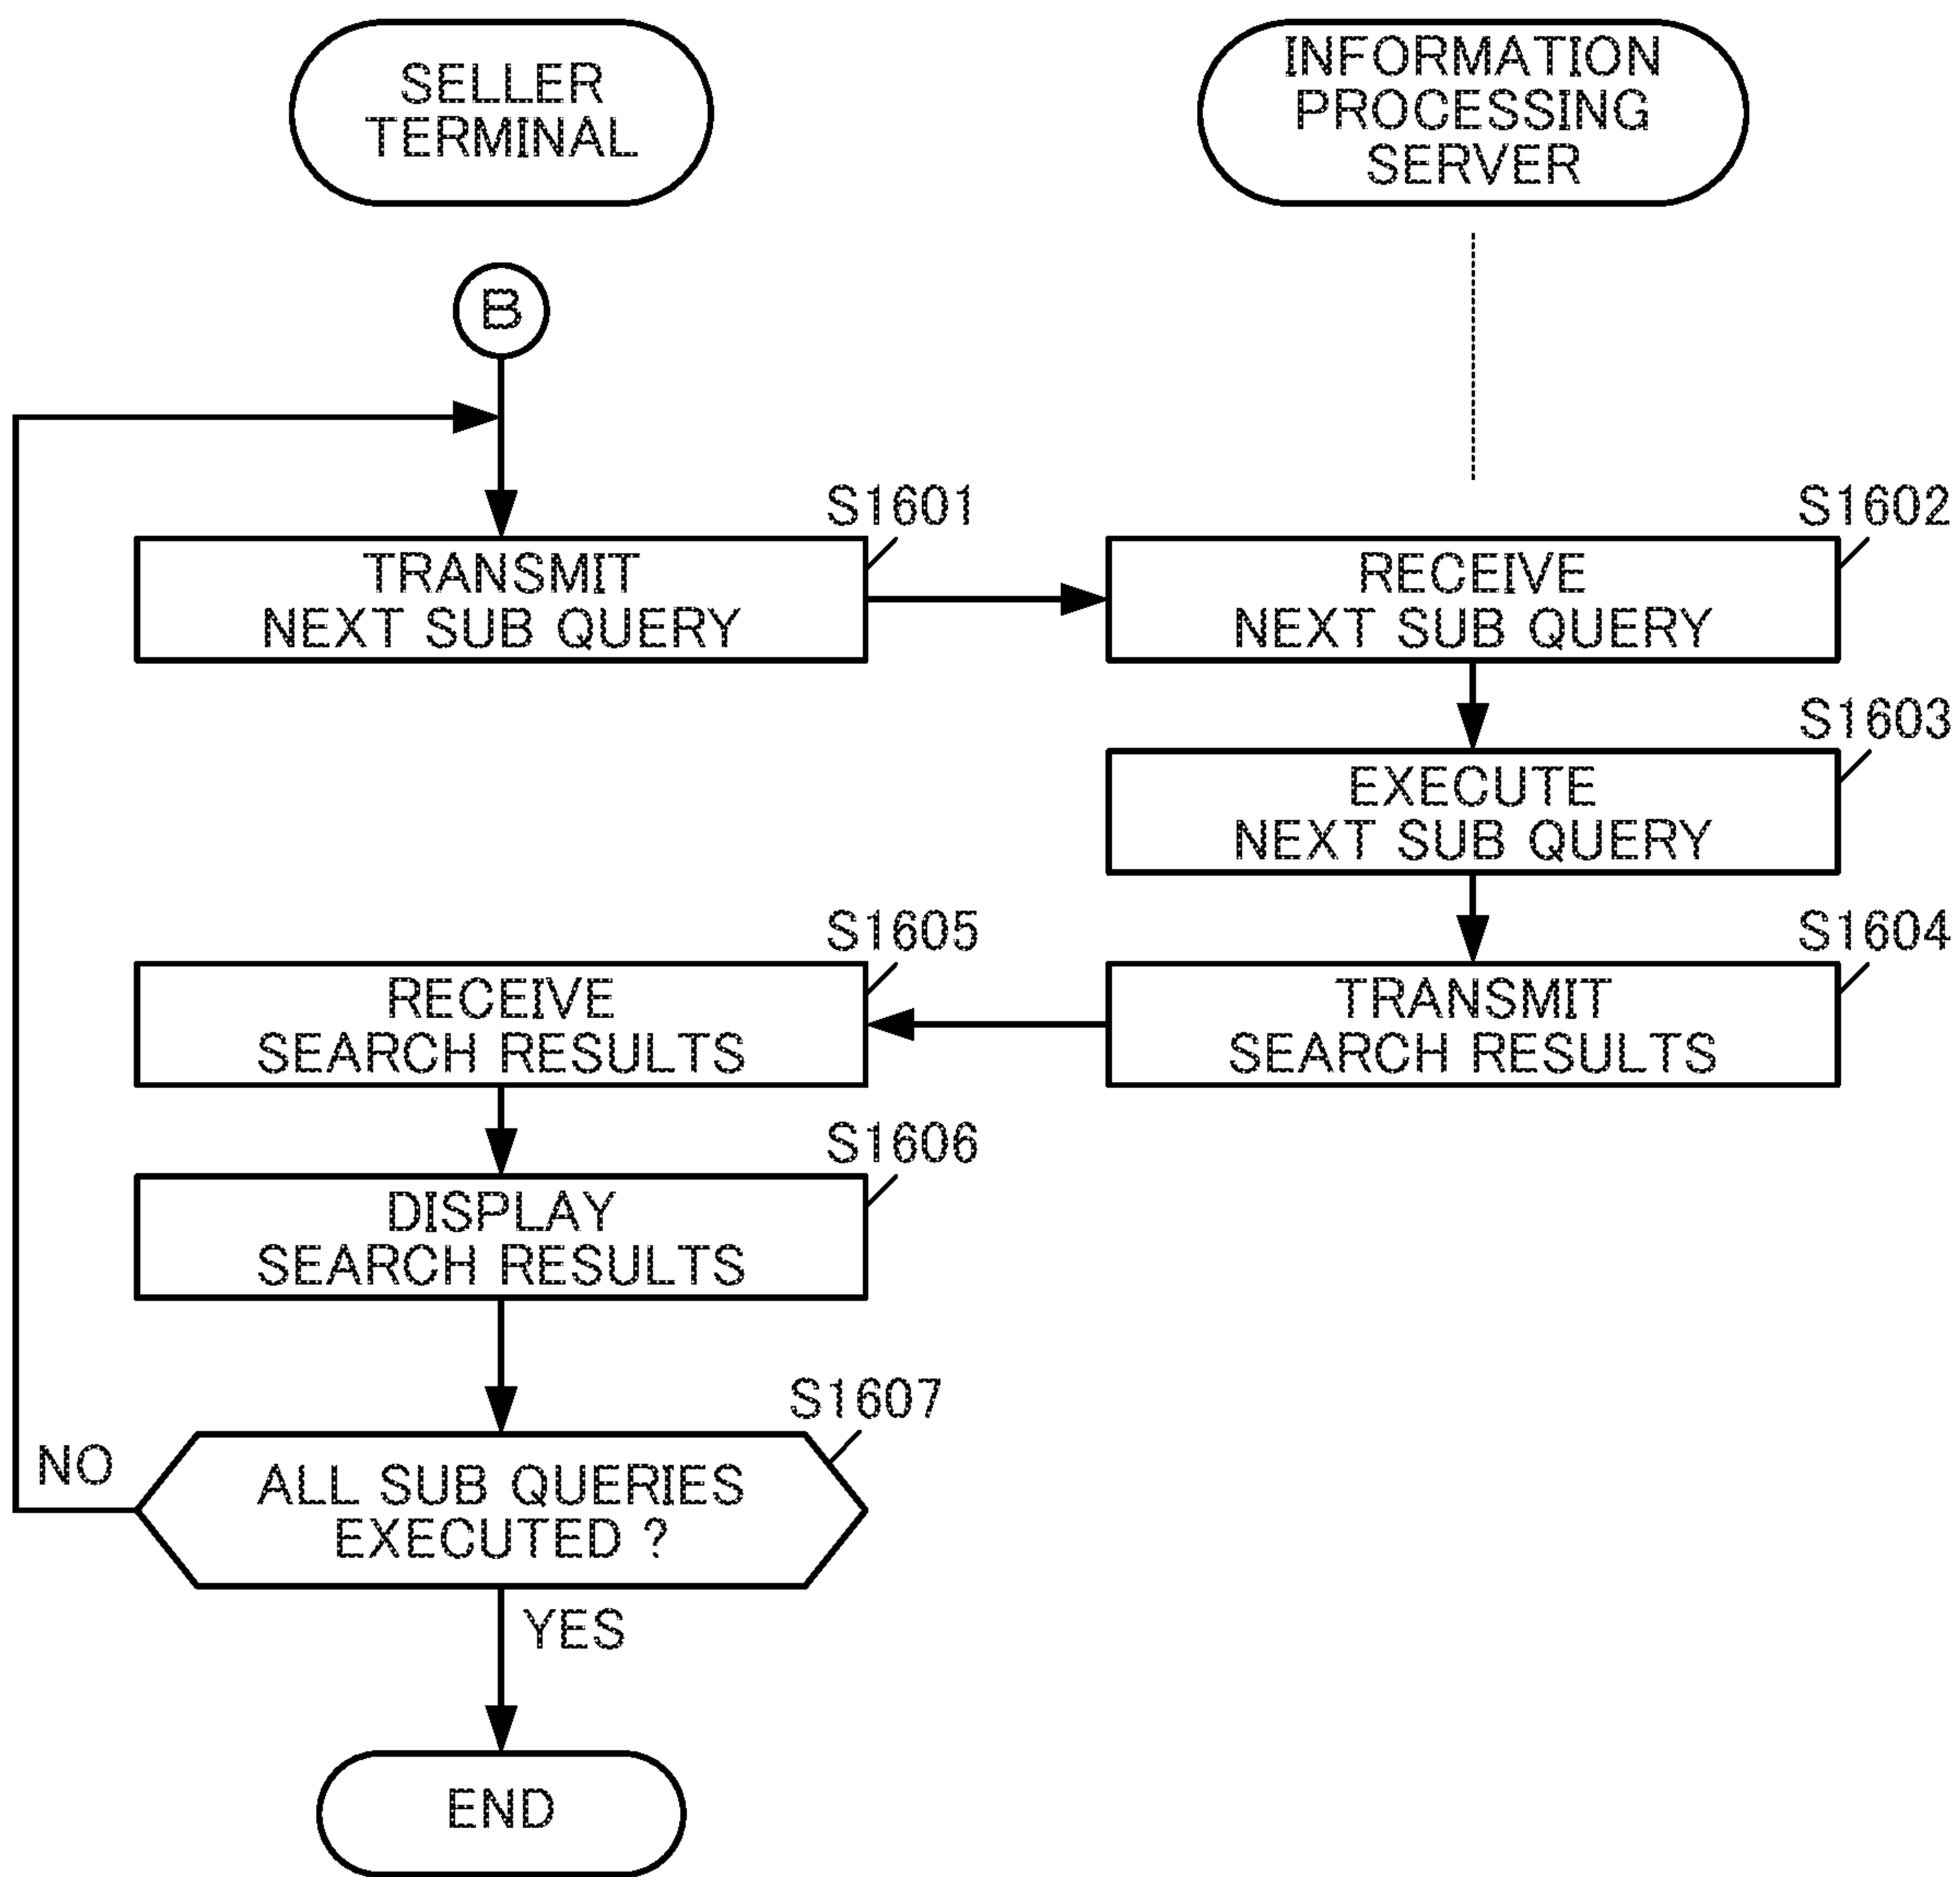 SELLER
TERMINAL
INFORMATION
PROCESSING
SERVER
B
S1601
TRANSMIT
NEXT SUB QUERY
S1602
RECEIVE
NEXT SUB QUERY
S1603
EXECUTE
NEXT SUB QUERY
S1604
TRANSMIT
SEARCH RESULTS
S1605
RECEIVE
SEARCH RESULTS
S1606
DISPLAY
SEARCH RESULTS
S1607
ALL SUB QUERIES
EXECUTED ?
NO
YES
END